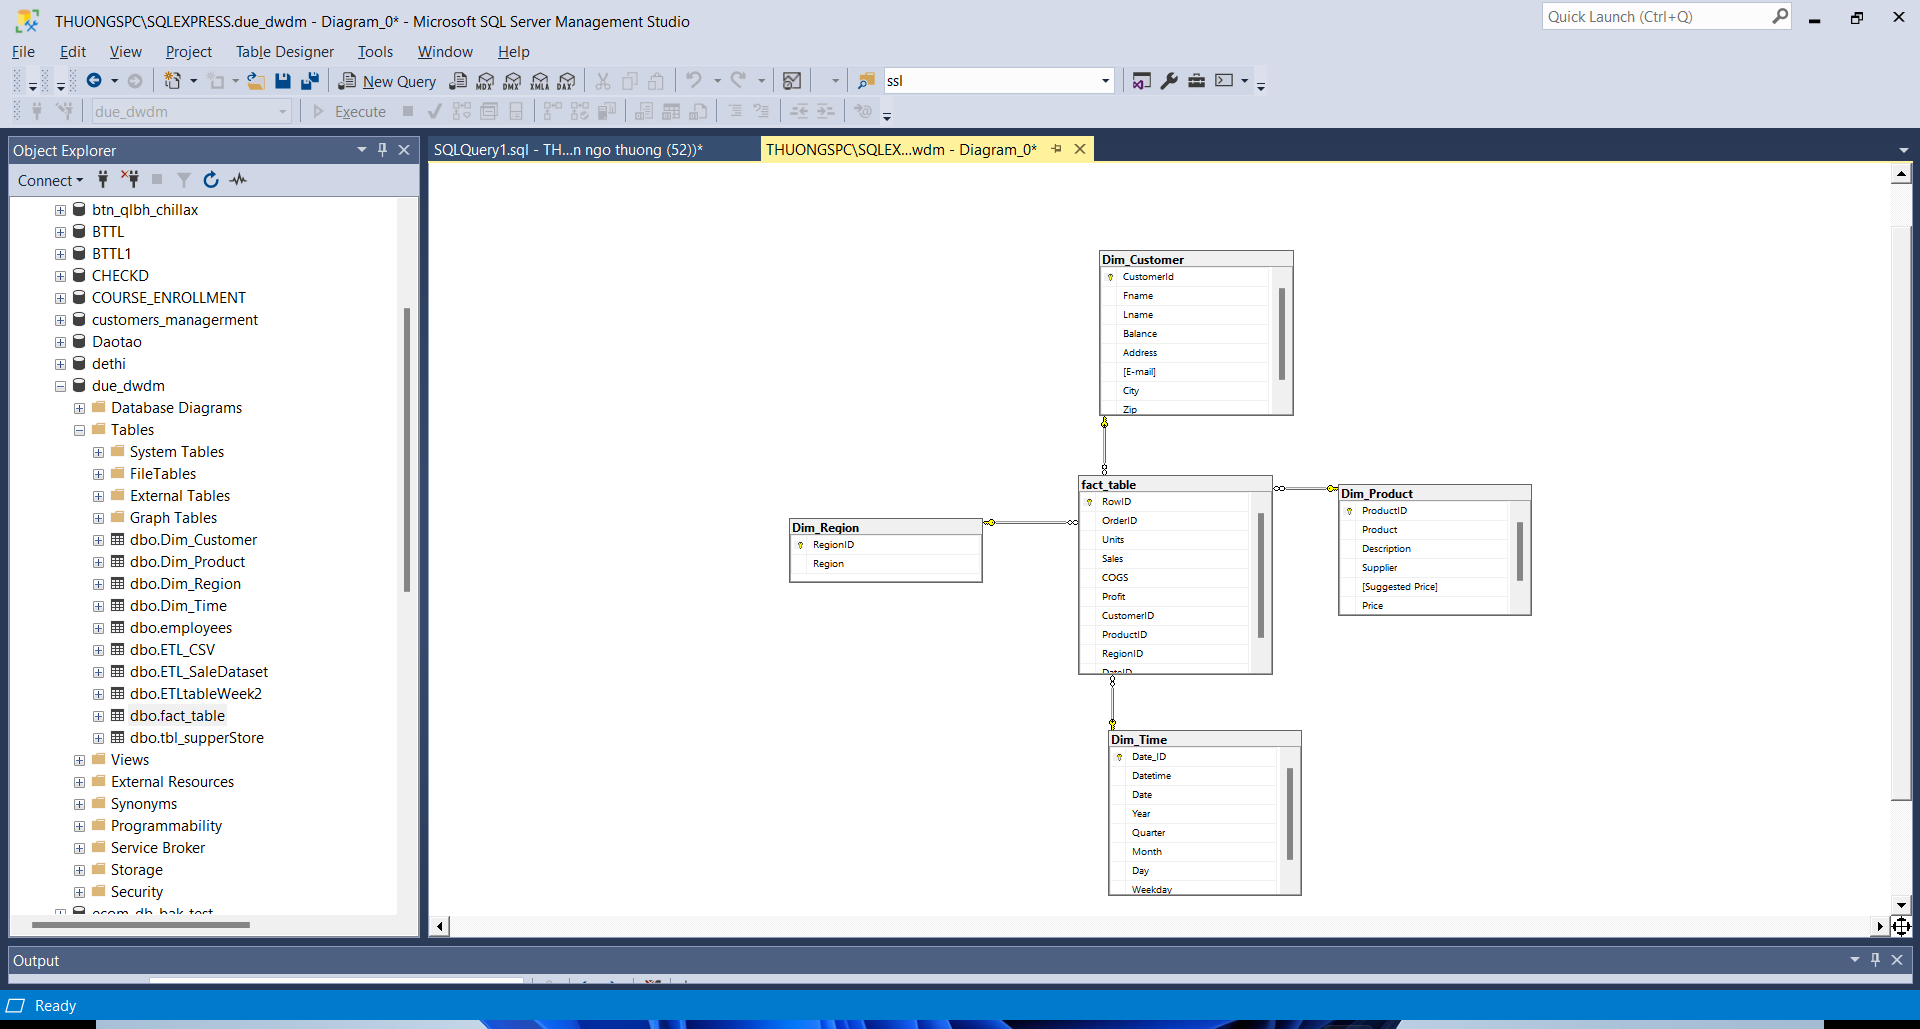 THUONGSPC\SQLEXPRESS.due_dwdm - Diagram_0* - Microsoft SQL Server Management Studio
Quick Launch (Ctrl+Q)
File Edit View Project Table Designer Tools Window Help
New Query
MDX
DMX
XMLA
DAX
ssl
due_dwdm
Execute
Object Explorer
Connect
btn_qlbh_chillax
BTTL
BTTL1
CHECKD
COURSE_ENROLLMENT
customers_managerment
Daotao
dethi
due_dwdm
Database Diagrams
Tables
System Tables
FileTables
External Tables
Graph Tables
dbo.Dim_Customer
dbo.Dim_Product
dbo.Dim_Region
dbo.Dim_Time
dbo.employees
dbo.ETL_CSV
dbo.ETL_SaleDataset
dbo.ETLtableWeek2
dbo.fact_table
dbo.tbl_supperStore
Views
External Resources
Synonyms
Programmability
Service Broker
Storage
Security
ecom_db_bak_test
SQLQuery1.sql - TH...n ngo thuong (52))*
THUONGSPC\SQLEX...wdm - Diagram_0*
Dim_Customer
CustomerId
Fname
Lname
Balance
Address
[E-mail]
City
Zip
fact_table
RowID
OrderID
Units
Sales
COGS
Profit
CustomerID
ProductID
RegionID
DateID
Dim_Region
RegionID
Region
Dim_Product
ProductID
Product
Description
Supplier
[Suggested Price]
Price
Dim_Time
Date_ID
Datetime
Date
Year
Quarter
Month
Day
Weekday
Output
Ready